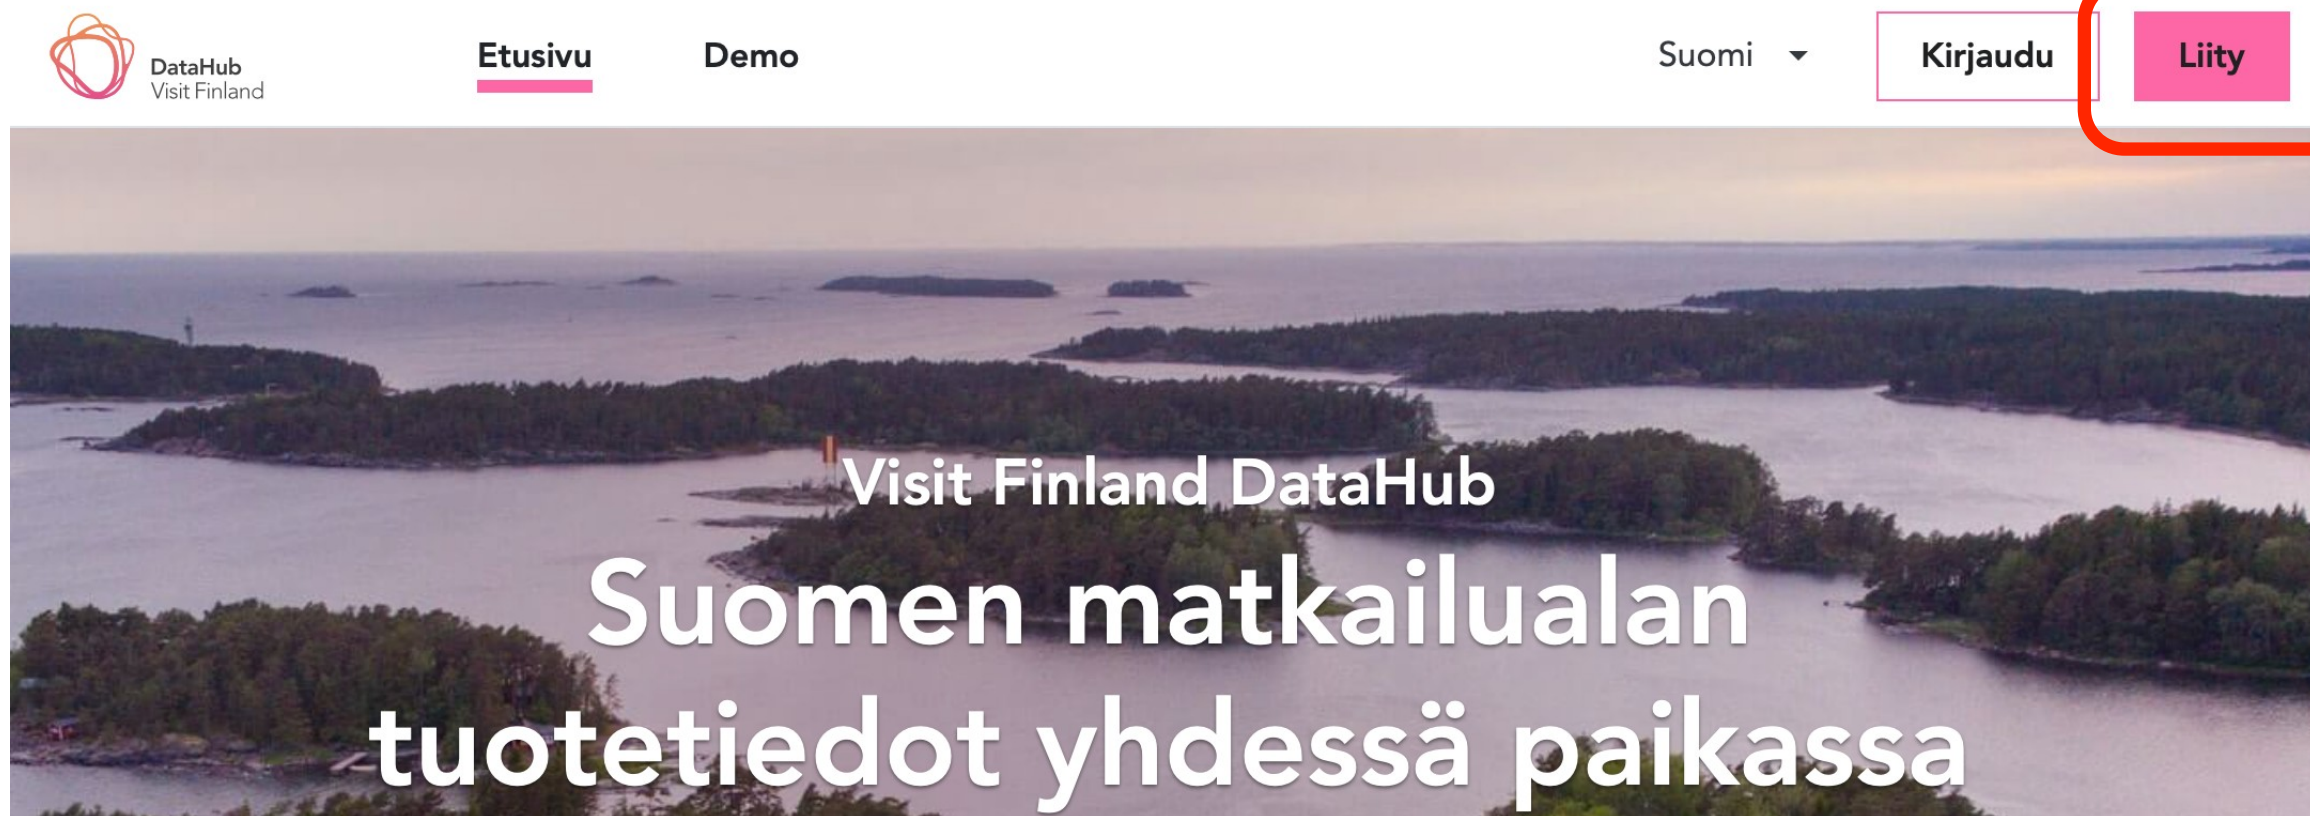 DataHub
Visit Finland
Etusivu
Demo
Suomi
Kirjaudu
Liity
Visit Finland DataHub
Suomen matkailualan
tuotetiedot yhdessä paikassa